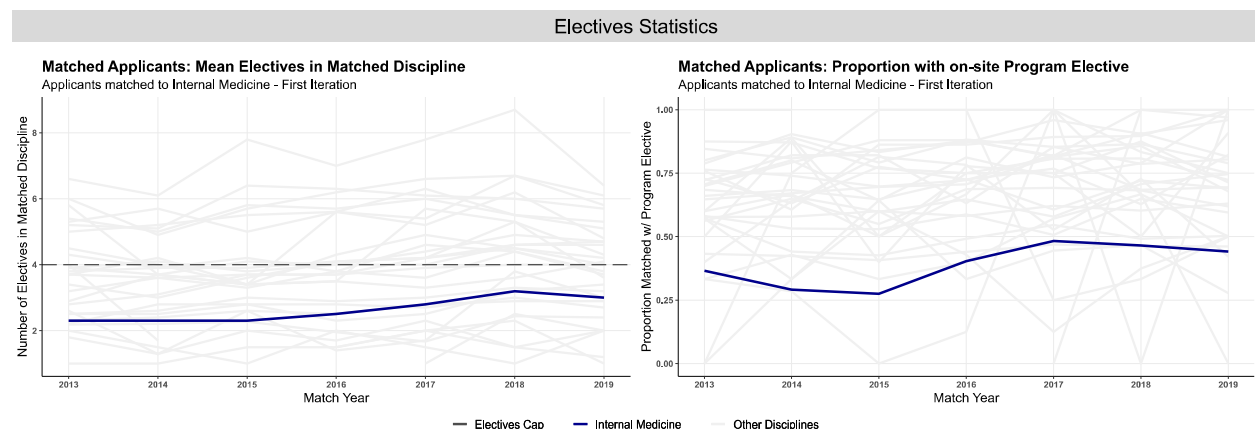 Electives Statistics
Matched Applicants: Mean Electives in Matched Discipline
Applicants matched to Internal Medicine - First Iteration
Number of Electives in Matched Discipline
8
6
4
2
2013 2014 2015 2016 2017 2018 2019
Match Year
Matched Applicants: Proportion with on-site Program Elective
Applicants matched to Internal Medicine - First Iteration
Proportion Matched w/ Program Elective
1.00
0.75
0.50
0.25
0.00
2013 2014 2015 2016 2017 2018 2019
Match Year
Electives Cap Internal Medicine Other Disciplines